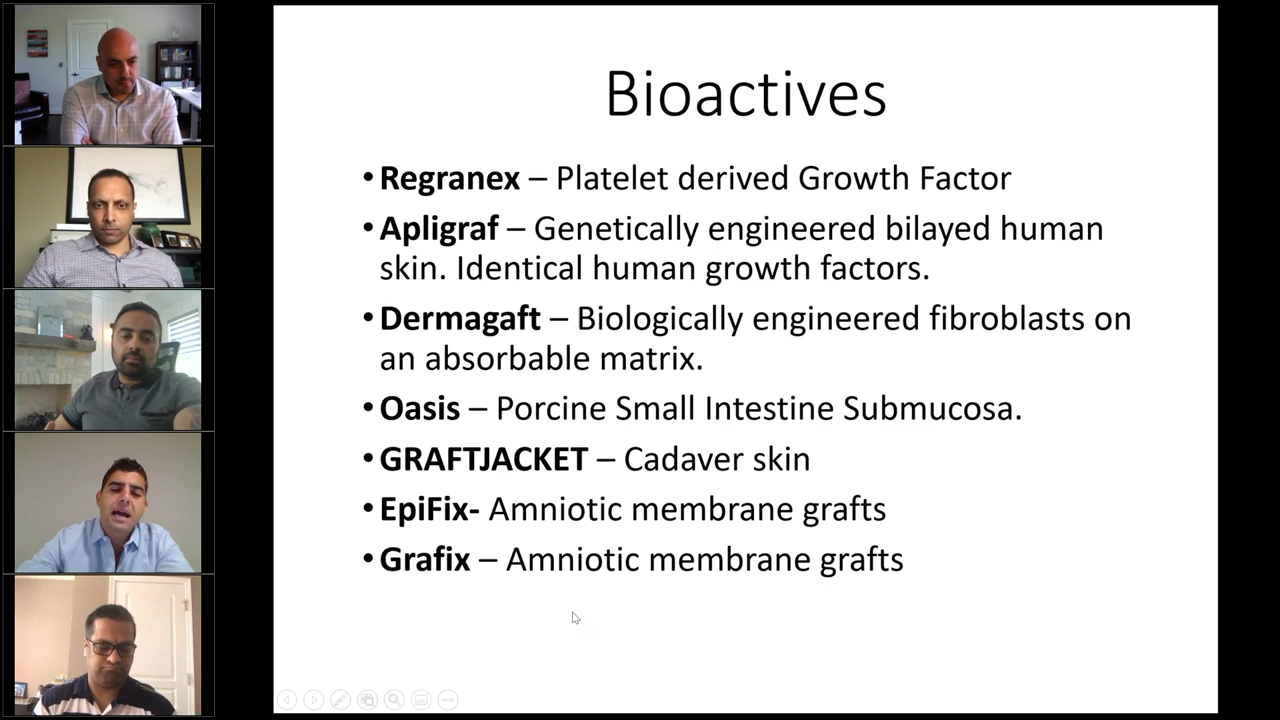 Bioactives
•Regranex – Platelet derived Growth Factor
•Apligraf – Genetically engineered bilayed human
skin. Identical human growth factors.
•Dermagaft – Biologically engineered fibroblasts on
an absorbable matrix.
•Oasis – Porcine Small Intestine Submucosa.
•GRAFTJACKET – Cadaver skin
•EpiFix- Amniotic membrane grafts
•Grafix – Amniotic membrane grafts